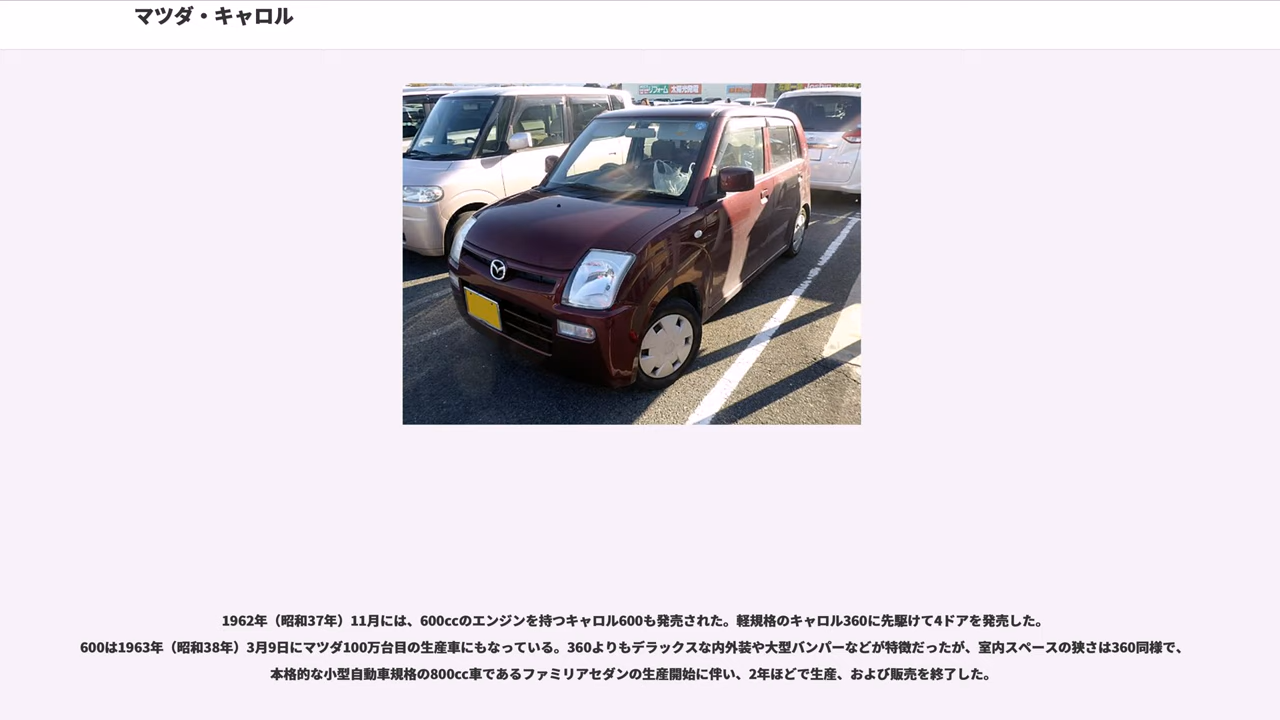 マツダ・キャロル
リフォーム 太陽光発電
1962年（昭和37年）11月には、600ccのエンジンを持つキャロル600も発売された。軽規格のキャロル360に先駆けて4ドアを発売した。
600は1963年（昭和38年）3月9日にマツダ100万台目の生産車にもなっている。360よりもデラックスな内外装や大型バンパーなどが特徴だったが、室内スペースの狭さは360同様で、
本格的な小型自動車規格の800cc車であるファミリアセダンの生産開始に伴い、2年ほどで生産、および販売を終了した。